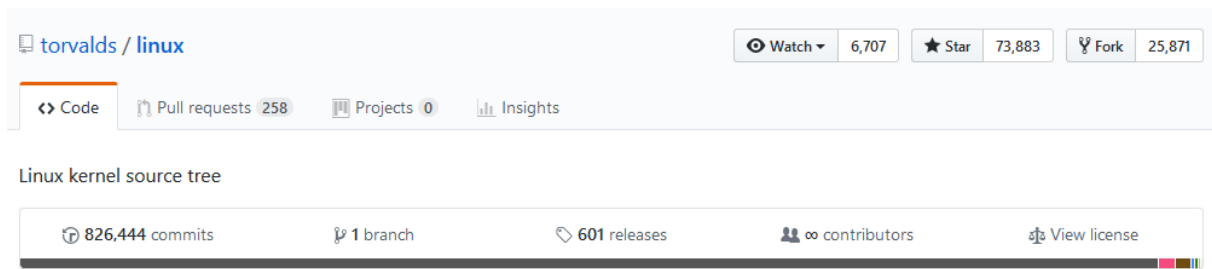 torvalds / linux Watch 6,707 Star 73,883 Fork 25,871
Code Pull requests 258 Projects 0 Insights
Linux kernel source tree
826,444 commits 1 branch 601 releases ∞ contributors View license